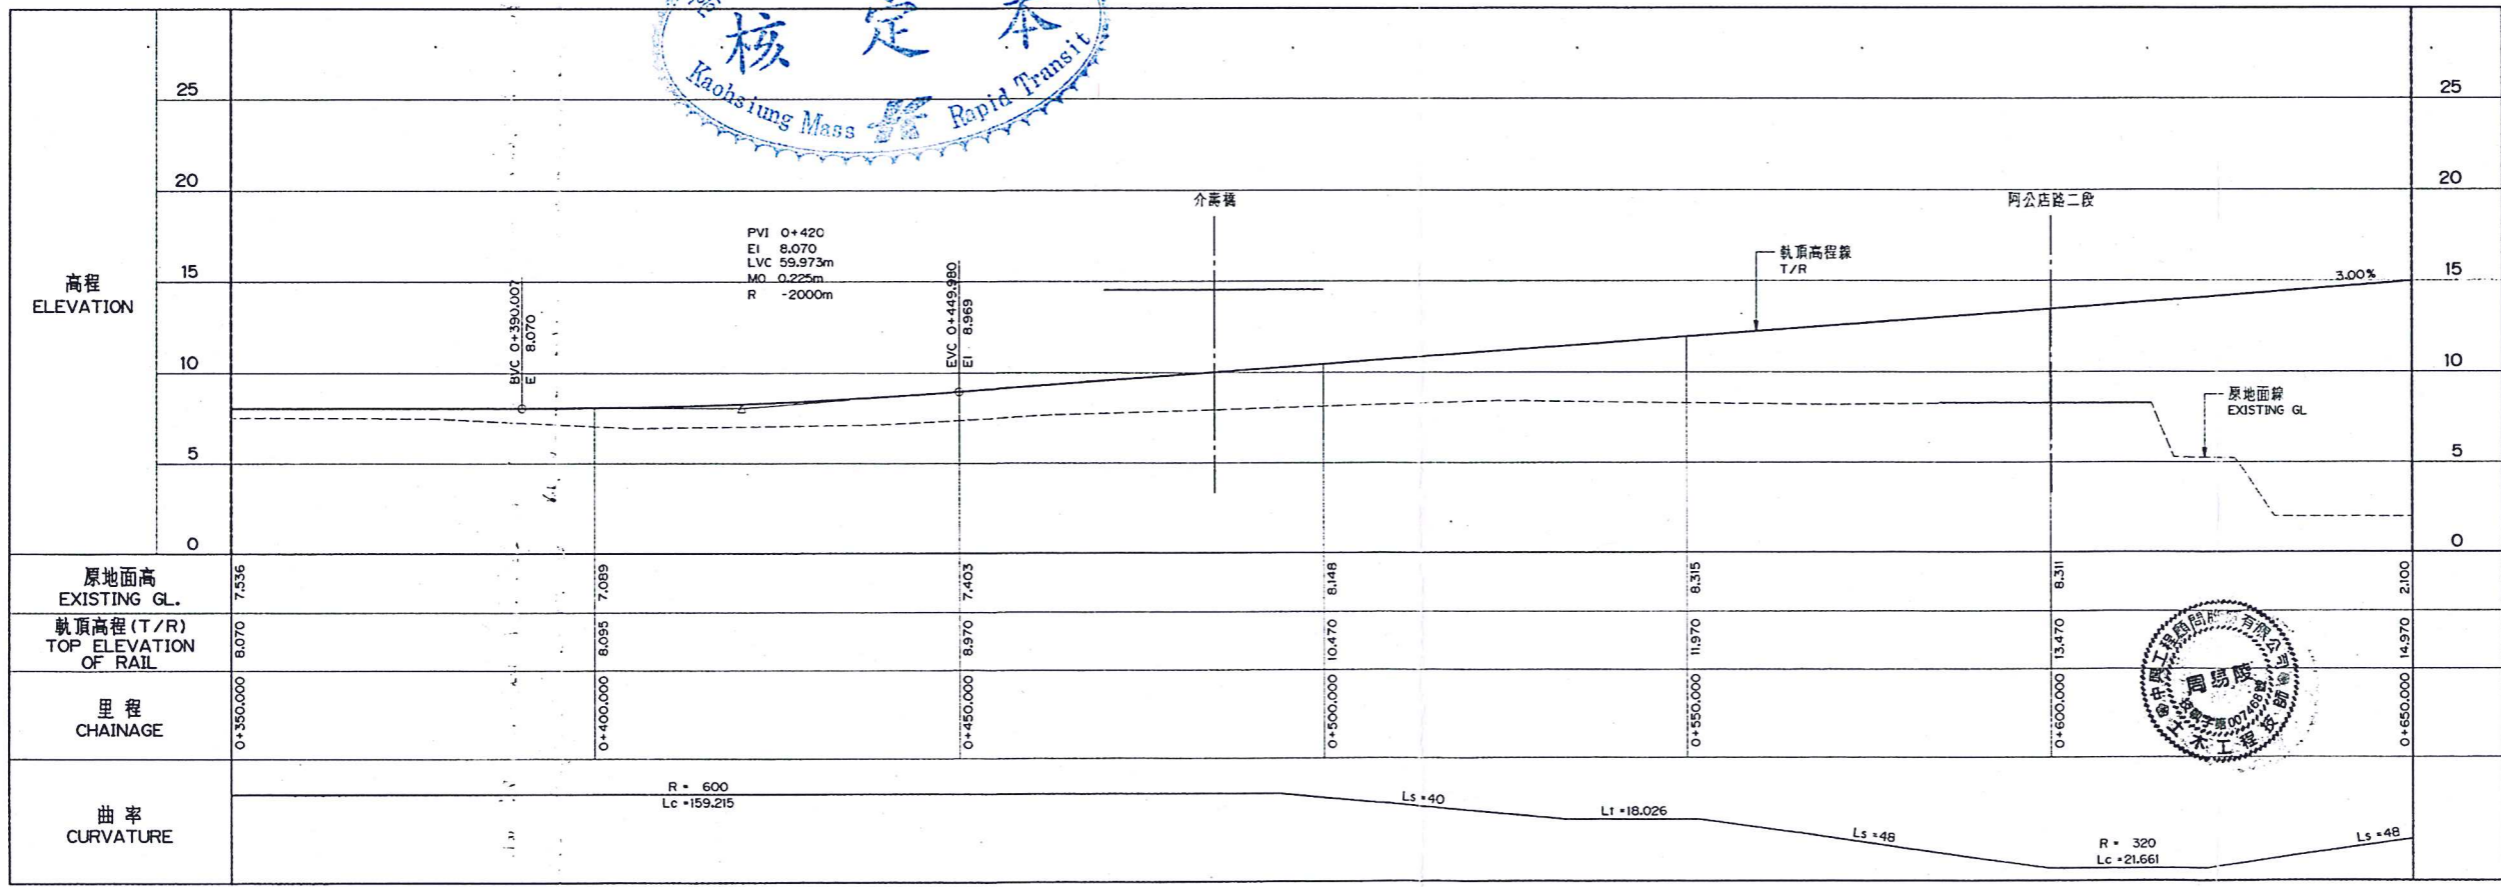 核 定 本
Kaohsiung Mass Rapid Transit
25
20
15
10
5
0
高程
ELEVATION
25
20
15
10
5
0
PVI 0+420
El 8.070
LVC 59.973m
MO 0.225m
R -2000m
BVC 0+390.007
E 8.070
EVC 0+449.980
El 8.969
介壽橋
軌頂高程線
T/R
阿公店路二段
3.00%
原地面線
EXISTING GL
原地面高
EXISTING GL.
7.536
7.089
7.403
8.148
8.315
8.311
2.100
軌頂高程(T/R)
TOP ELEVATION
OF RAIL
8.070
8.095
8.970
10.470
11.970
13.470
14.970
里程
CHAINAGE
0+350.000
0+400.000
0+450.000
0+500.000
0+550.000
0+600.000
0+650.000
曲率
CURVATURE
R = 600
Lc =159.215
Ls =40
Lt =18.026
Ls =48
R = 320
Lc =21.661
Ls =48
周易陵
土木工程技師